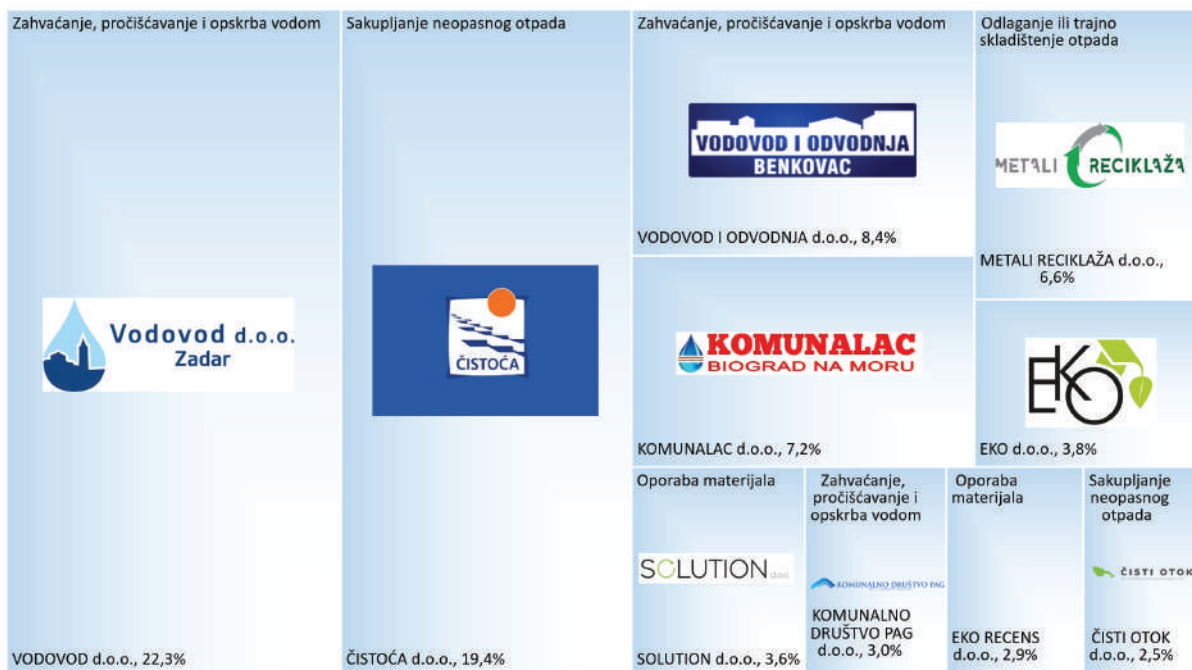 Zahvaćanje, pročišćavanje i opskrba vodom
Vodovod d.o.o.
Zadar
VODOVOD d.o.o., 22,3%
Sakupljanje neopasnog otpada
ČISTOĆA
ČISTOĆA d.o.o., 19,4%
Zahvaćanje, pročišćavanje i opskrba vodom
VODOVOD I ODVODNJA
BENKOVAC
VODOVOD I ODVODNJA d.o.o., 8,4%
KOMUNALAC
BIOGRAD NA MORU
KOMUNALAC d.o.o., 7,2%
Odlaganje ili trajno
skladištenje otpada
METALI RECIKLAŽA
METALI RECIKLAŽA d.o.o.,
6,6%
EKO
EKO d.o.o., 3,8%
Oporaba materijala
SOLUTION d.o.o.
SOLUTION d.o.o., 3,6%
Zahvaćanje,
pročišćavanje i
opskrba vodom
KOMUNALNO DRUŠTVO PAG
KOMUNALNO
DRUŠTVO PAG
d.o.o., 3,0%
Oporaba
materijala
EKO RECENS
d.o.o., 2,9%
Sakupljanje
neopasnog
otpada
ČISTI OTOK
ČISTI OTOK
d.o.o., 2,5%